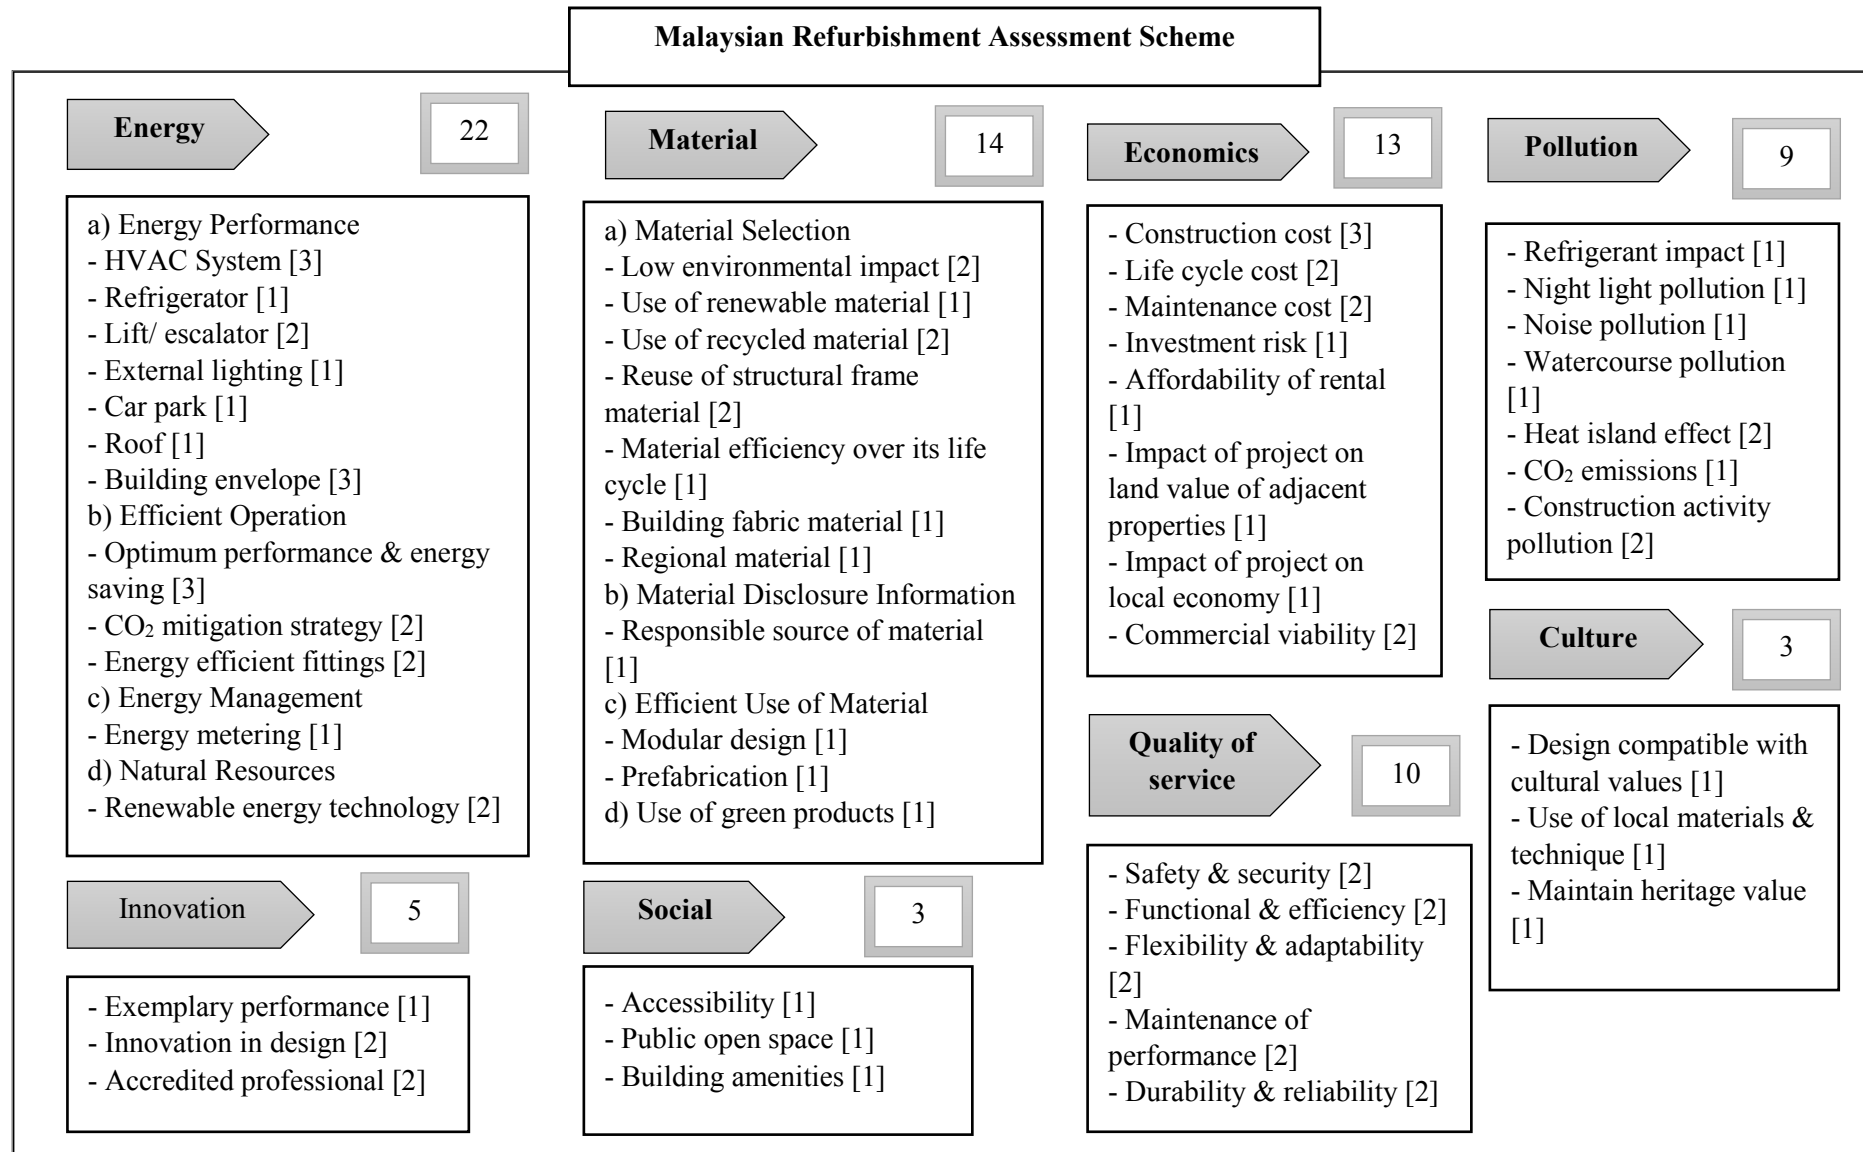 Malaysian Refurbishment Assessment Scheme
Energy
22
a) Energy Performance
- HVAC System [3]
- Refrigerator [1]
- Lift/ escalator [2]
- External lighting [1]
- Car park [1]
- Roof [1]
- Building envelope [3]
b) Efficient Operation
- Optimum performance & energy
saving [3]
- CO₂ mitigation strategy [2]
- Energy efficient fittings [2]
c) Energy Management
- Energy metering [1]
d) Natural Resources
- Renewable energy technology [2]
Innovation
5
- Exemplary performance [1]
- Innovation in design [2]
- Accredited professional [2]
Material
14
a) Material Selection
- Low environmental impact [2]
- Use of renewable material [1]
- Use of recycled material [2]
- Reuse of structural frame
material [2]
- Material efficiency over its life
cycle [1]
- Building fabric material [1]
- Regional material [1]
b) Material Disclosure Information
- Responsible source of material
[1]
c) Efficient Use of Material
- Modular design [1]
- Prefabrication [1]
d) Use of green products [1]
Social
3
- Accessibility [1]
- Public open space [1]
- Building amenities [1]
Economics
13
- Construction cost [3]
- Life cycle cost [2]
- Maintenance cost [2]
- Investment risk [1]
- Affordability of rental
[1]
- Impact of project on
land value of adjacent
properties [1]
- Impact of project on
local economy [1]
- Commercial viability [2]
Quality of
service
10
- Safety & security [2]
- Functional & efficiency [2]
- Flexibility & adaptability
[2]
- Maintenance of
performance [2]
- Durability & reliability [2]
Pollution
9
- Refrigerant impact [1]
- Night light pollution [1]
- Noise pollution [1]
- Watercourse pollution
[1]
- Heat island effect [2]
- CO₂ emissions [1]
- Construction activity
pollution [2]
Culture
3
- Design compatible with
cultural values [1]
- Use of local materials &
technique [1]
- Maintain heritage value
[1]